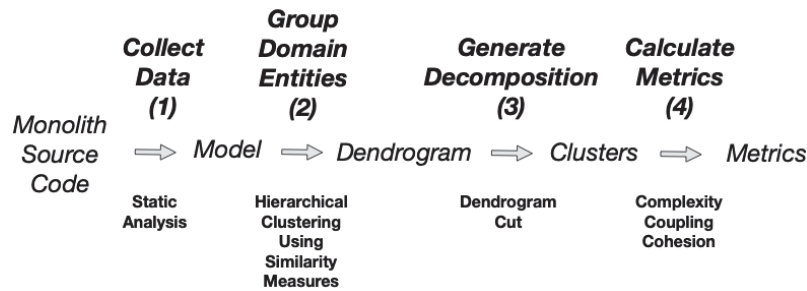 Collect
Data
(1)
Group
Domain
Entities
(2)
Generate
Decomposition
(3)
Calculate
Metrics
(4)
Monolith
Source
Code
Model
Dendrogram
Clusters
Metrics
Static
Analysis
Hierarchical
Clustering
Using
Similarity
Measures
Dendrogram
Cut
Complexity
Coupling
Cohesion